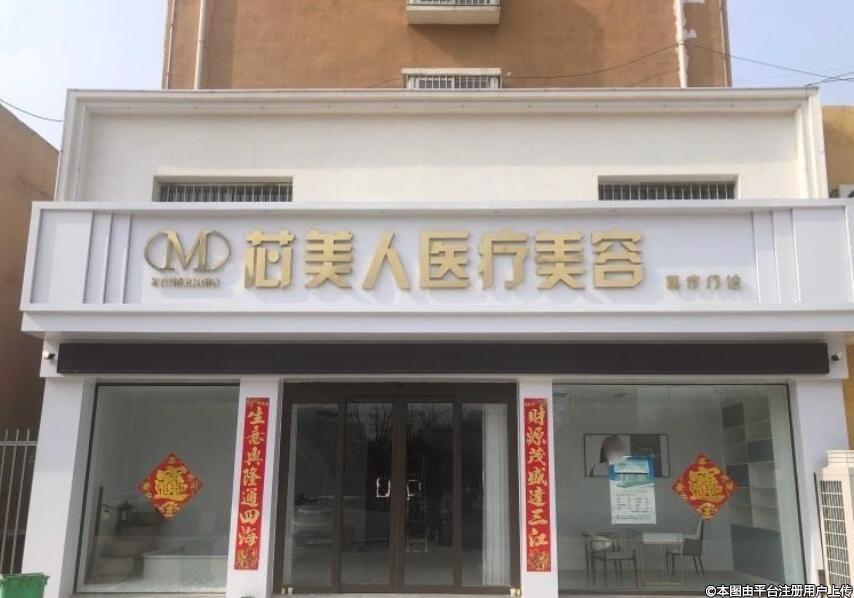 芯美人医疗美容
XINMEIREN
医疗门诊
生意兴隆通四海
财源茂盛达三江
©本图由平台注册用户上传